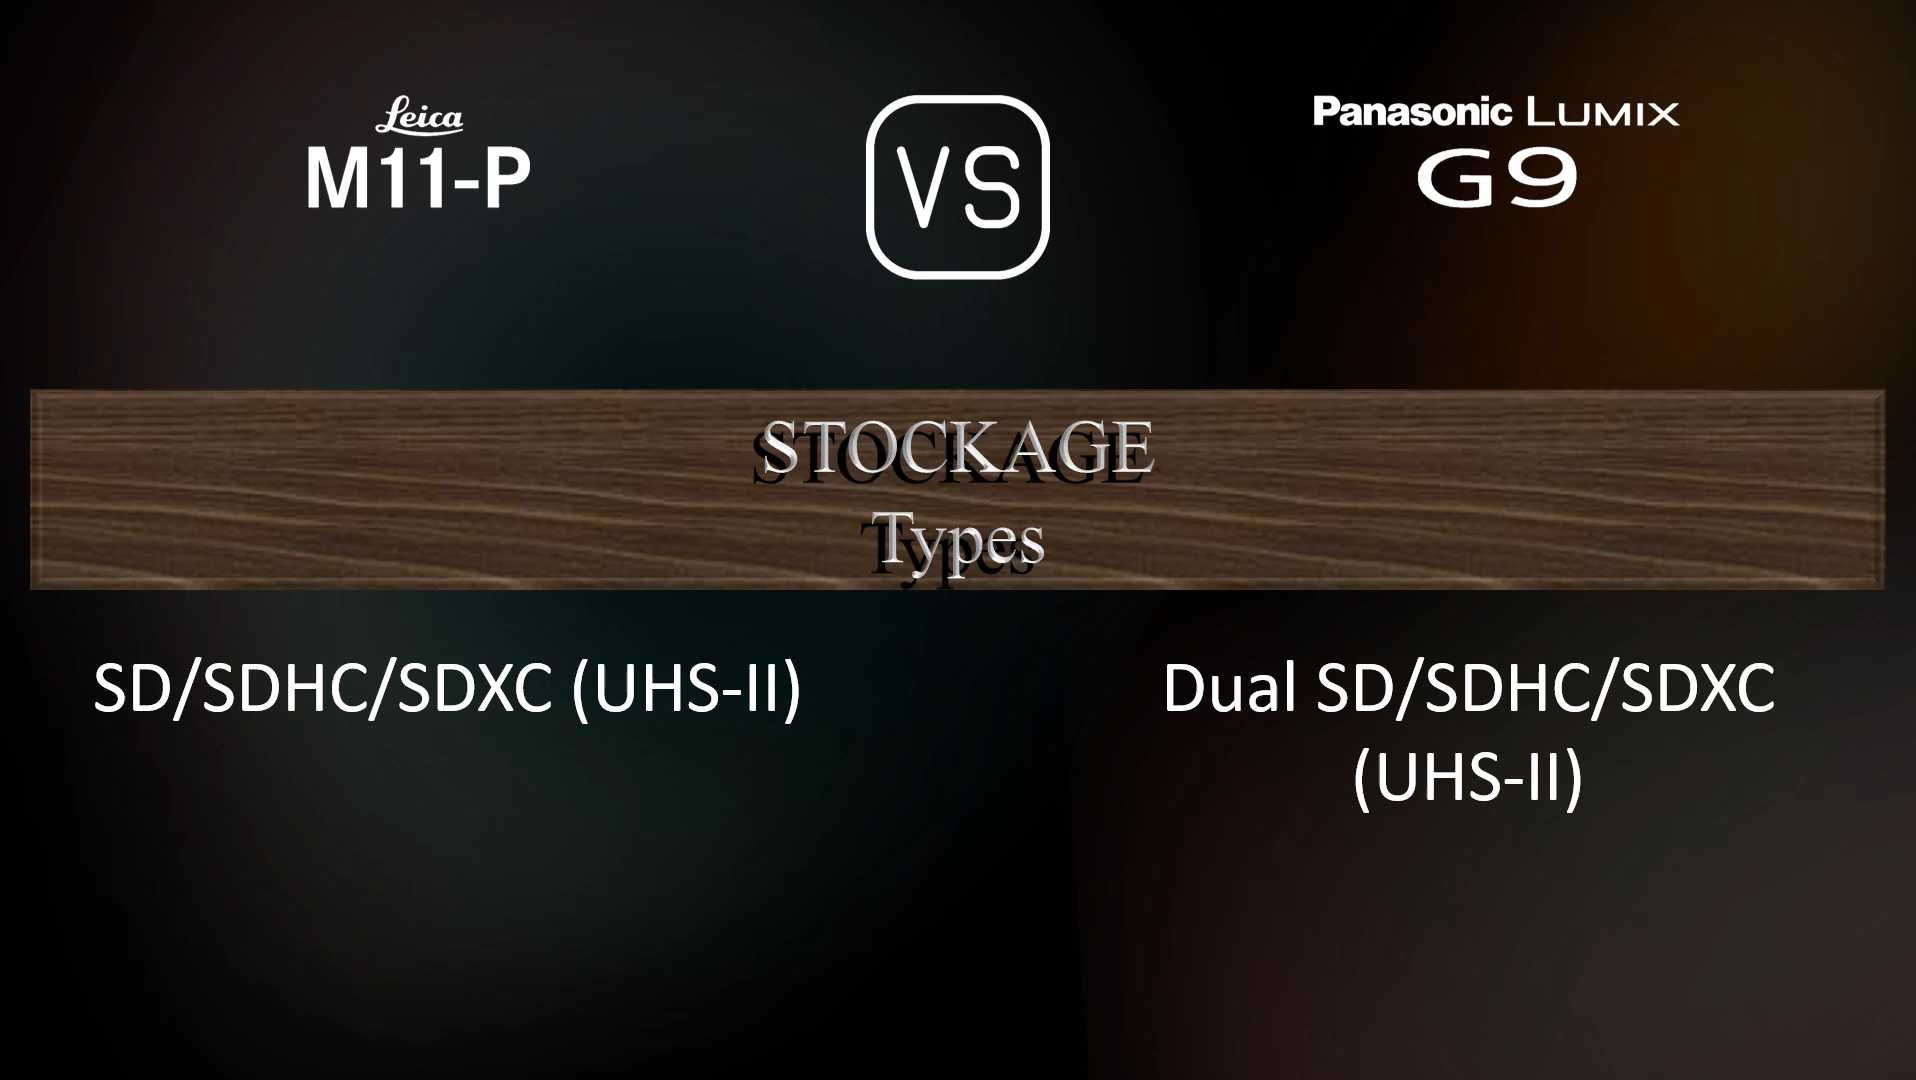 Leica
M11-P
VS
Panasonic LUMIX
G9
STOCKAGE
Types
SD/SDHC/SDXC (UHS-II)
Dual SD/SDHC/SDXC
(UHS-II)